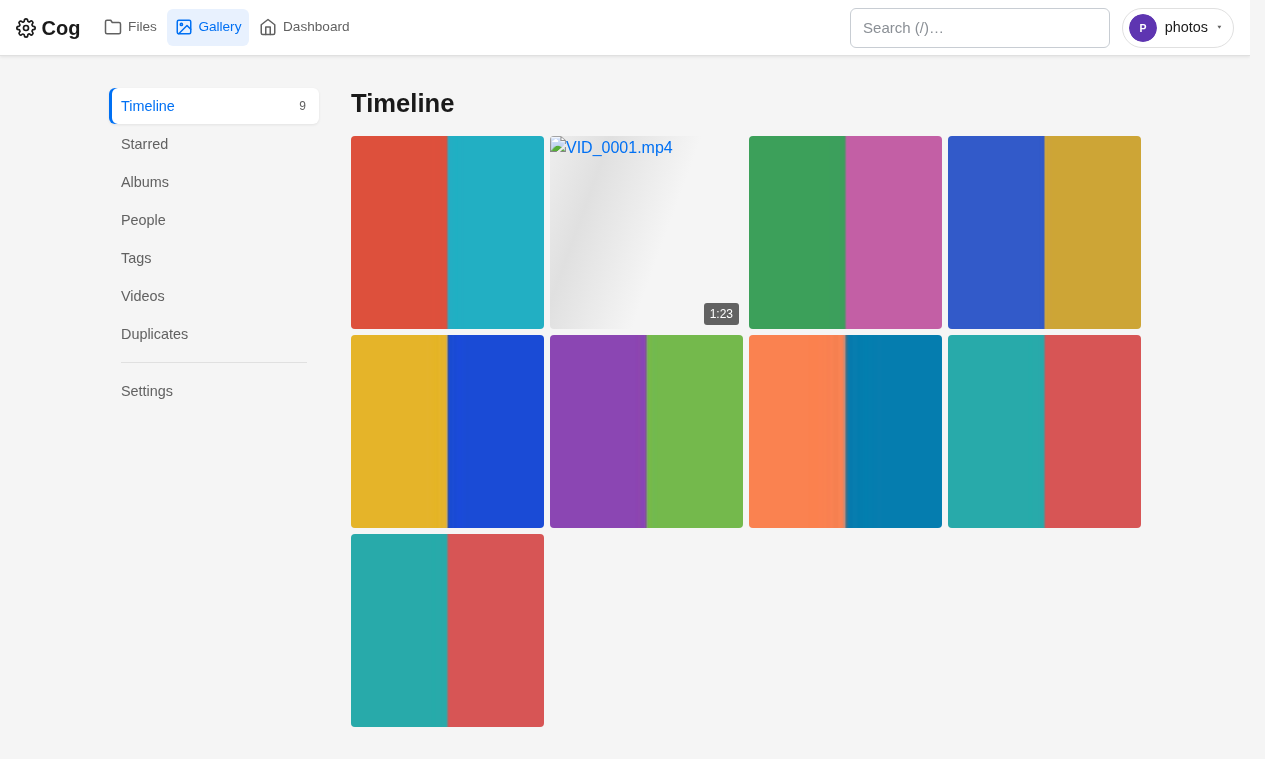 Cog
Files
Gallery
Dashboard
Search (/)…
P
photos
Timeline
9
Starred
Albums
People
Tags
Videos
Duplicates
Settings
Timeline
VID_0001.mp4
1:23